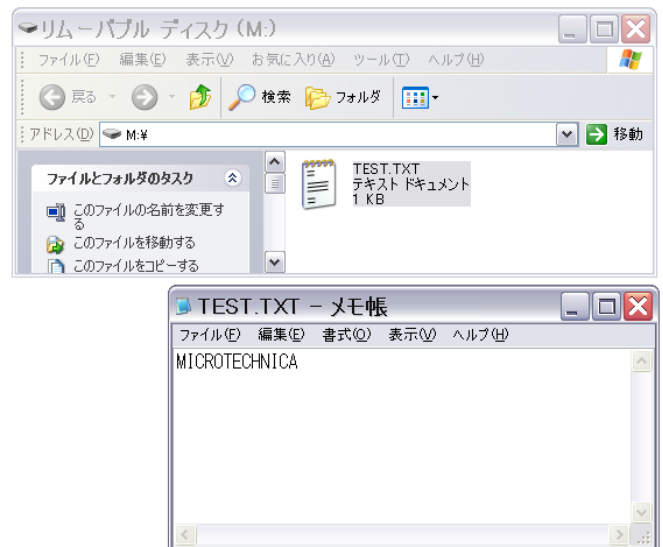 リムーバブル ディスク (M:)
ファイル(F) 編集(E) 表示(V) お気に入り(A) ツール(T) ヘルプ(H)
戻る 検索 フォルダ
アドレス(D) M:¥ 移動
ファイルとフォルダのタスク
このファイルの名前を変更す
る
このファイルを移動する
このファイルをコピーする
TEST.TXT
テキスト ドキュメント
1 KB
TEST.TXT - メモ帳
ファイル(F) 編集(E) 書式(O) 表示(V) ヘルプ(H)
MICROTECHNICA